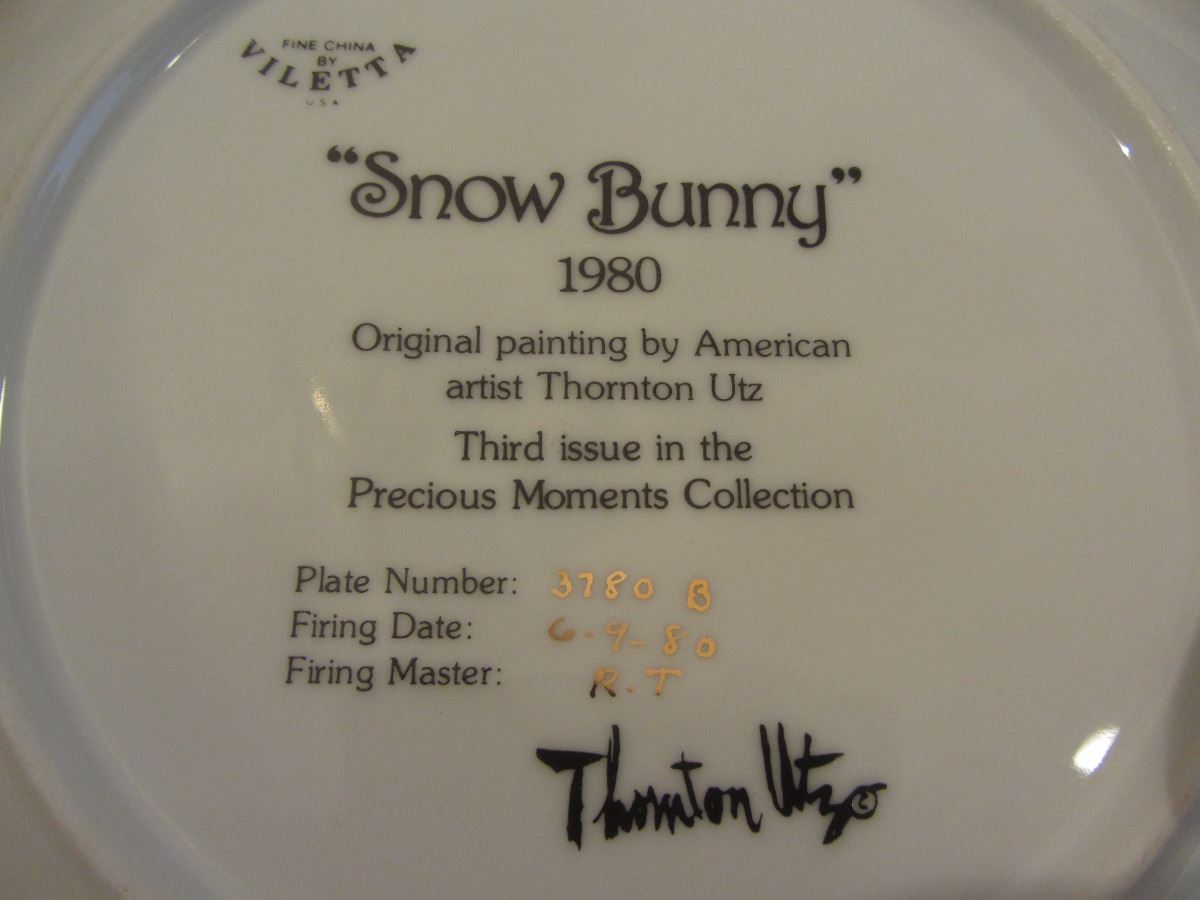 FINE CHINA
BY
VILETTA
USA
“Snow Bunny”
1980
Original painting by American
artist Thornton Utz
Third issue in the
Precious Moments Collection
Plate Number: 3780 B
Firing Date: 6-9-80
Firing Master: R.T
Thornton Utz ©